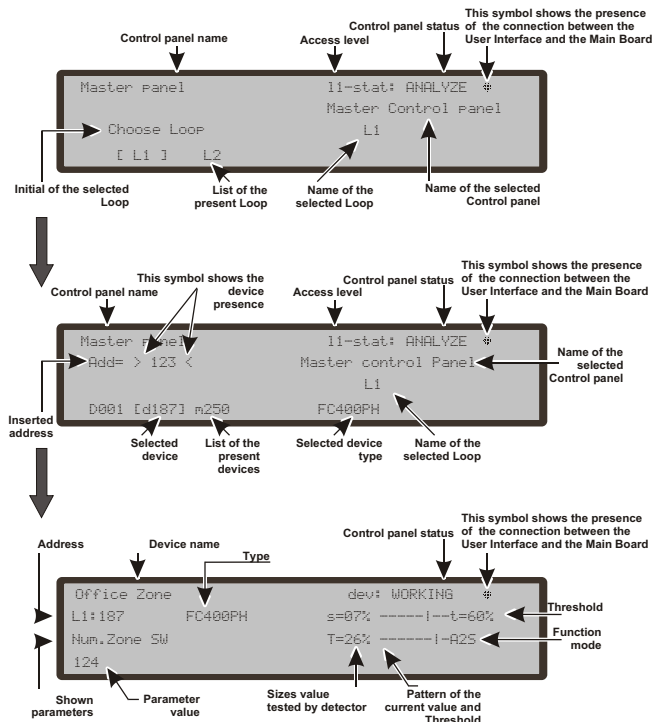 This symbol shows the presence
Control panel status of the connection between the
Control panel name Access level User Interface and the Main Board
Master panel l1-stat: ANALYZE
Master Control panel
Choose Loop L1
[ L1 ] L2
Initial of the selected Loop
List of the present Loop
Name of the selected Loop
Name of the selected Control panel
This symbol shows the device presence
This symbol shows the presence
Control panel status of the connection between the
Control panel name Access level User Interface and the Main Board
Master panel l1-stat: ANALYZE
Add= > 123 < Master control Panel
Name of the selected Control panel
L1
Inserted address
D001 [d187] m250 FC400PH
Selected device
List of the present devices
Selected device type
Name of the selected Loop
This symbol shows the presence
Control panel status of the connection between the
User Interface and the Main Board
Address Device name Type
Office Zone dev: WORKING
L1:187 FC400PH s=07% -----|--t=60% Threshold
Num.Zone SW T=26% ------|-A2S Function mode
124
Shown parameters
Parameter value
Sizes value tested by detector
Pattern of the current value and Threshold